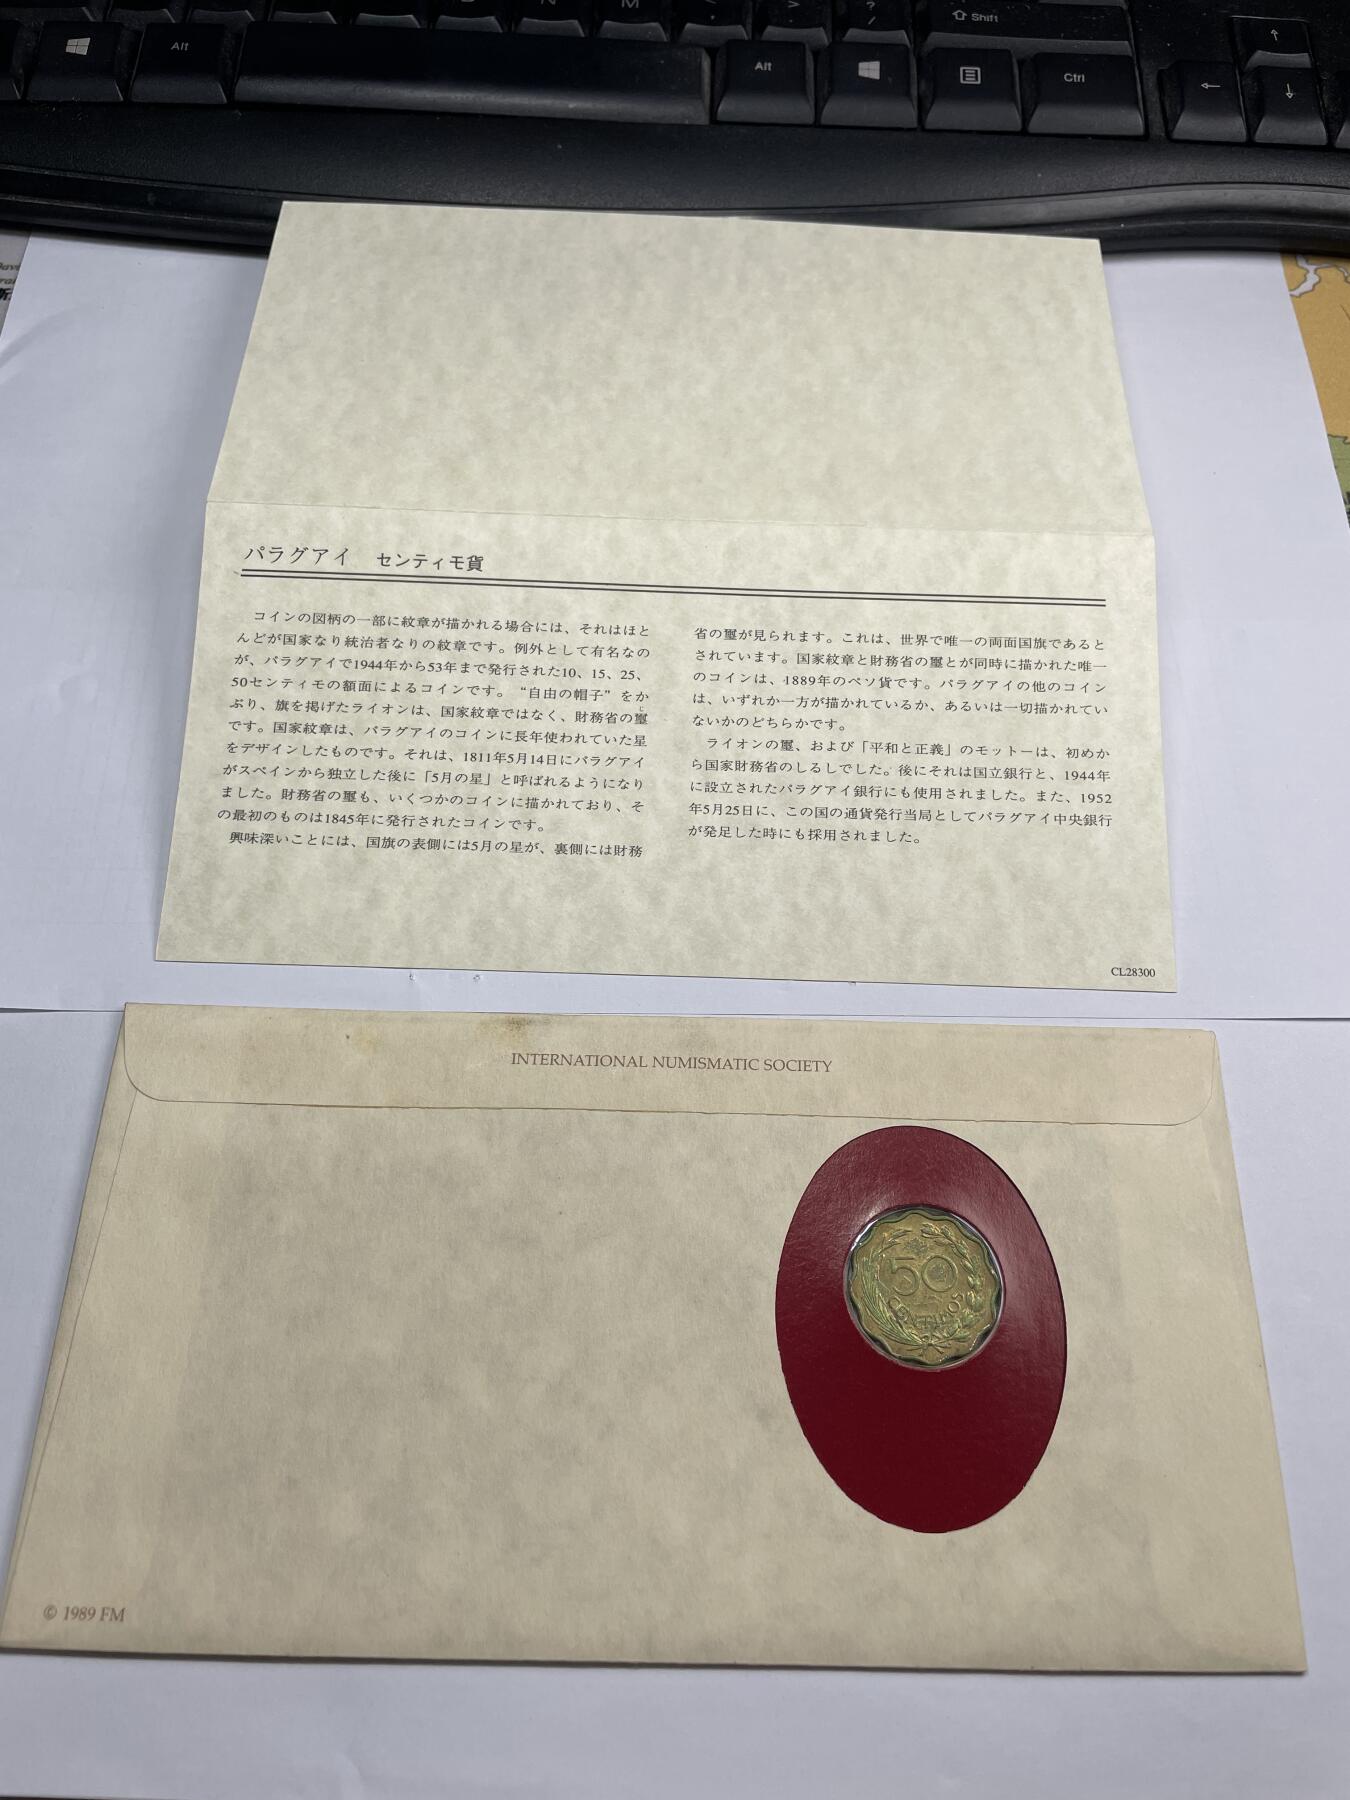 B
N
M
<
,
>
.
?
/
Shift
Alt
Alt
Ctrl
パラグアイ センティモ貨
コインの図柄の一部に紋章が描かれる場合には、それはほと
んどが国家なり統治者なりの紋章です。例外として有名なの
が、パラグアイで1944年から53年まで発行された10、15、25、
50センティモの額面によるコインです。“自由の帽子”をか
ぶり、旗を掲げたライオンは、国家紋章ではなく、財務省の璽
じ
です。国家紋章は、パラグアイのコインに長年使われていた星
をデザインしたものです。それは、1811年5月14日にパラグアイ
がスペインから独立した後に「5月の星」と呼ばれるようになり
ました。財務省の璽も、いくつかのコインに描かれており、そ
の最初のものは1845年に発行されたコインです。
興味深いことには、国旗の表側には5月の星が、裏側には財務
省の璽が見られます。これは、世界で唯一の両面国旗であると
されています。国家紋章と財務省の璽とが同時に描かれた唯一
のコインは、1889年のペソ貨です。パラグアイの他のコイン
は、いずれか一方が描かれているか、あるいは一切描かれてい
ないかのどちらかです。
ライオンの璽、および「平和と正義」のモットーは、初めか
ら国家財務省のしるしでした。後にそれは国立銀行と、1944年
に設立されたパラグアイ銀行にも使用されました。また、1952
年5月25日に、この国の通貨発行当局としてパラグアイ中央銀行
が発足した時にも採用されました。
CL28300
INTERNATIONAL NUMISMATIC SOCIETY
50
CENTIMOS
© 1989 FM